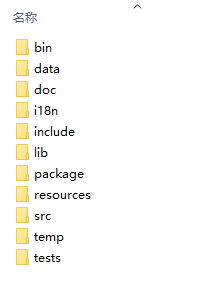 名称
bin
data
doc
i18n
include
lib
package
resources
src
temp
tests